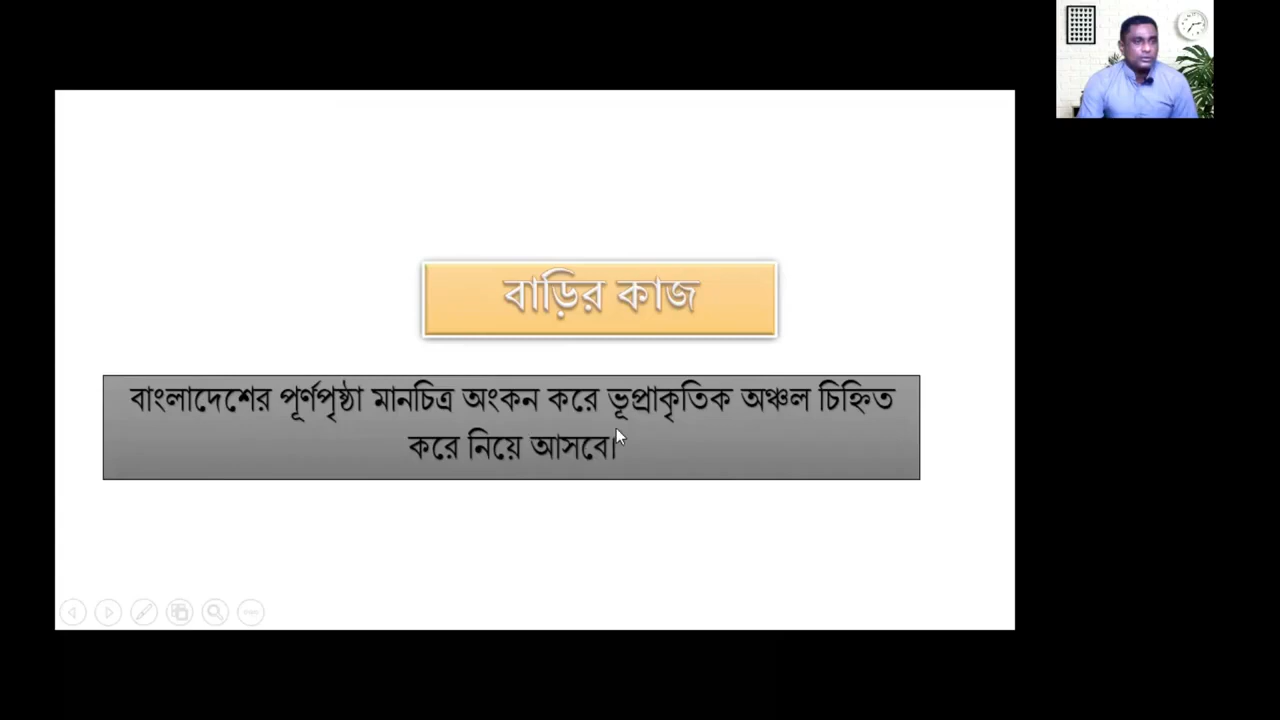 বাড়ির কাজ
বাংলাদেশের পূর্ণপৃষ্ঠা মানচিত্র অংকন করে ভূপ্রাকৃতিক অঞ্চল চিহ্নিত
করে নিয়ে আসবে।